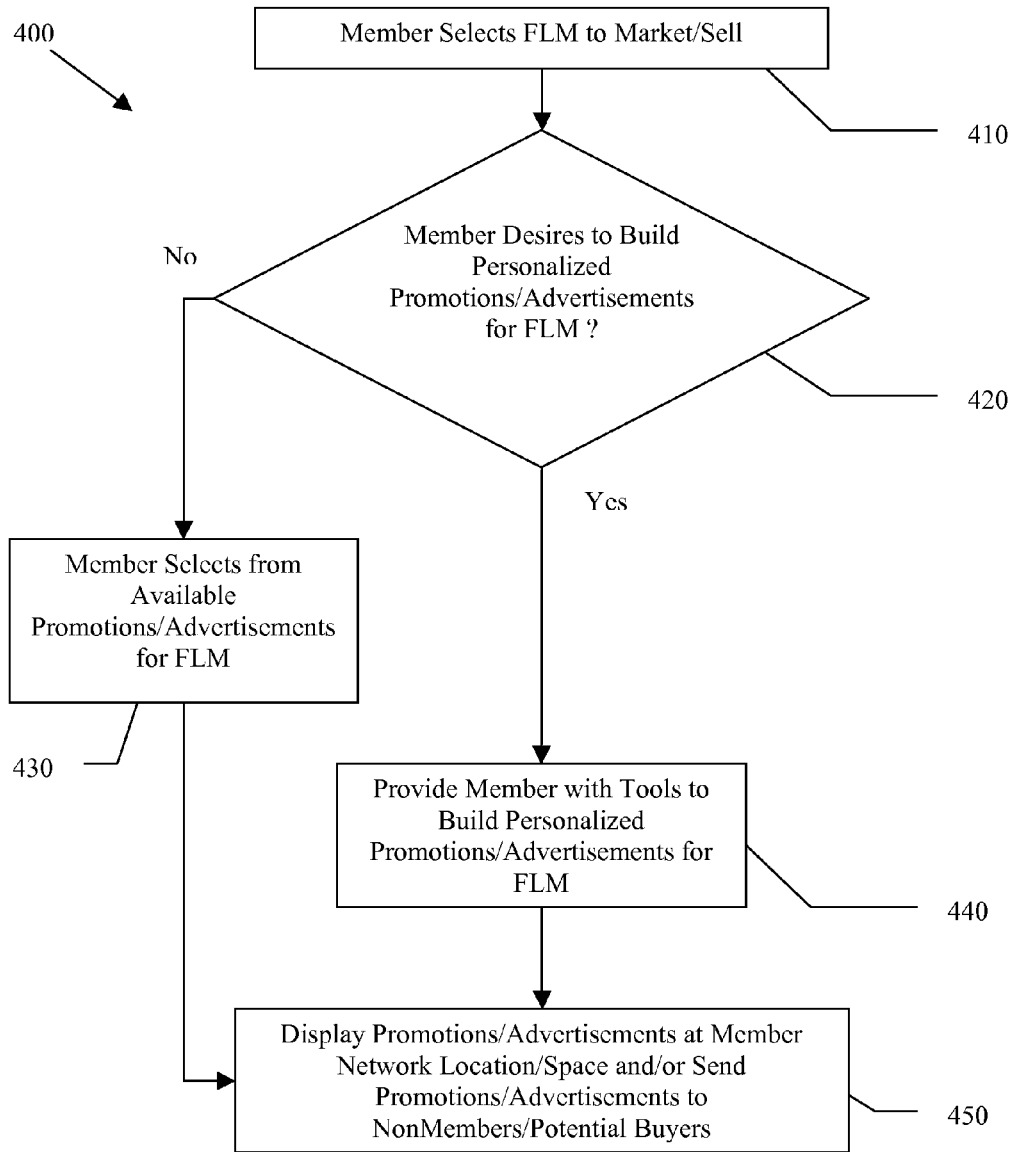 400
Member Selects FLM to Market/Sell
410
Member Desires to Build
Personalized
Promotions/Advertisements
for FLM ?
No
420
Yes
Member Selects from
Available
Promotions/Advertisements
for FLM
430
Provide Member with Tools to
Build Personalized
Promotions/Advertisements for
FLM
440
Display Promotions/Advertisements at Member
Network Location/Space and/or Send
Promotions/Advertisements to
NonMembers/Potential Buyers
450